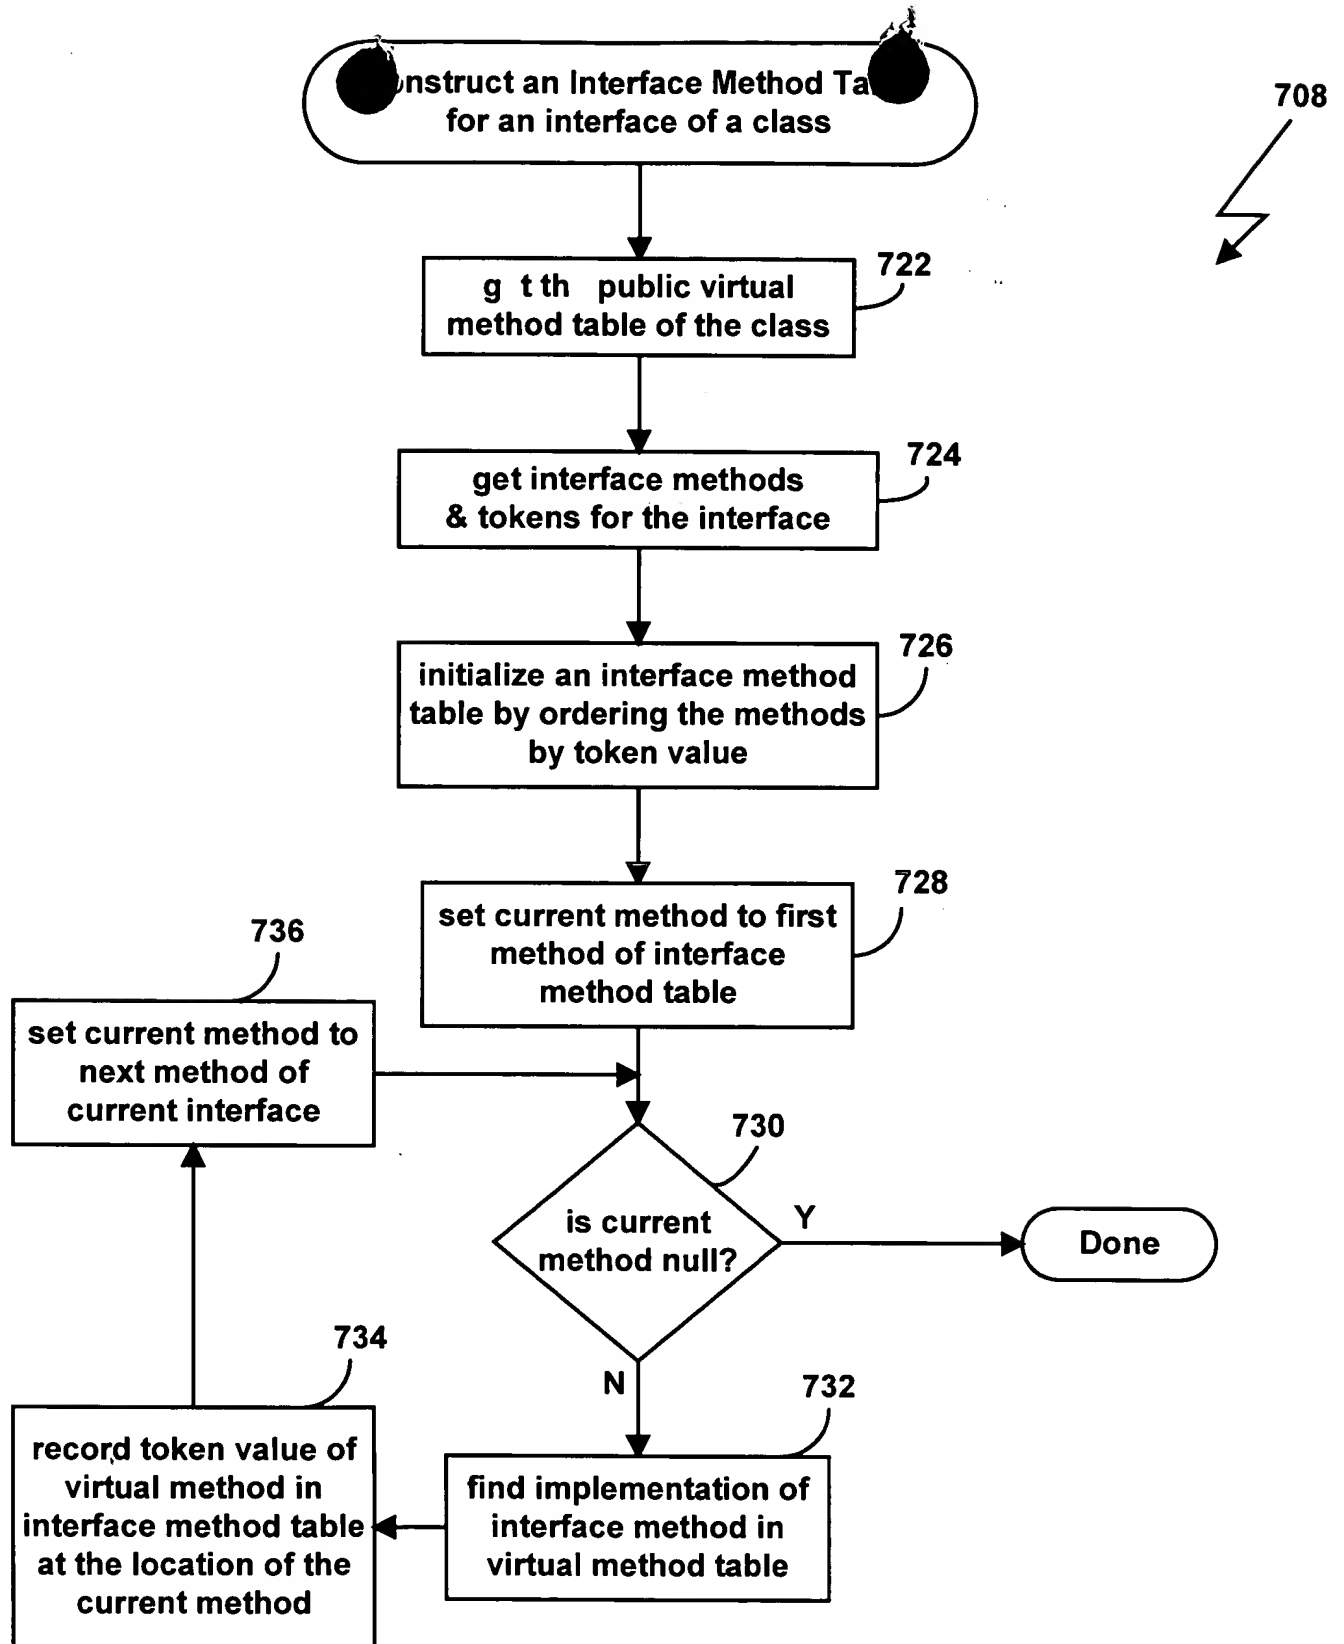 nstruct an Interface Method Ta
for an interface of a class
708
722
g t th public virtual
method table of the class
724
get interface methods
& tokens for the interface
726
initialize an interface method
table by ordering the methods
by token value
728
set current method to first
method of interface
method table
736
set current method to
next method of
current interface
730
is current
method null?
Y
Done
N
734
732
record token value of
virtual method in
interface method table
at the location of the
current method
find implementation of
interface method in
virtual method table